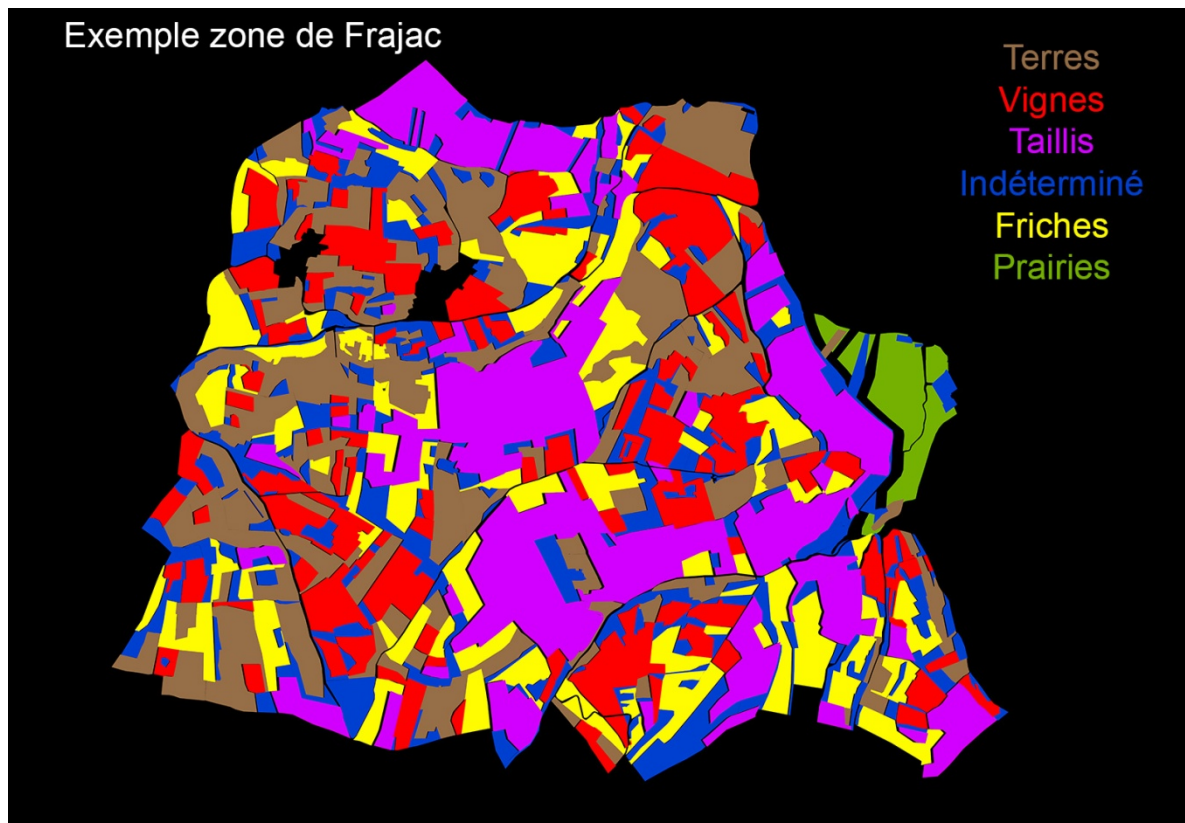 Exemple zone de Frajac
Terres
Vignes
Taillis
Indéterminé
Friches
Prairies